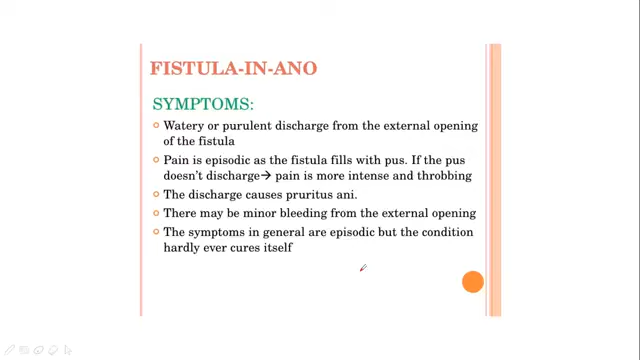 FISTULA-IN-ANO
SYMPTOMS:
Watery or purulent discharge from the external opening
of the fistula
Pain is episodic as the fistula fills with pus. If the pus
doesn't discharge→ pain is more intense and throbbing
The discharge causes pruritus ani.
There may be minor bleeding from the external opening
The symptoms in general are episodic but the condition
hardly ever cures itself